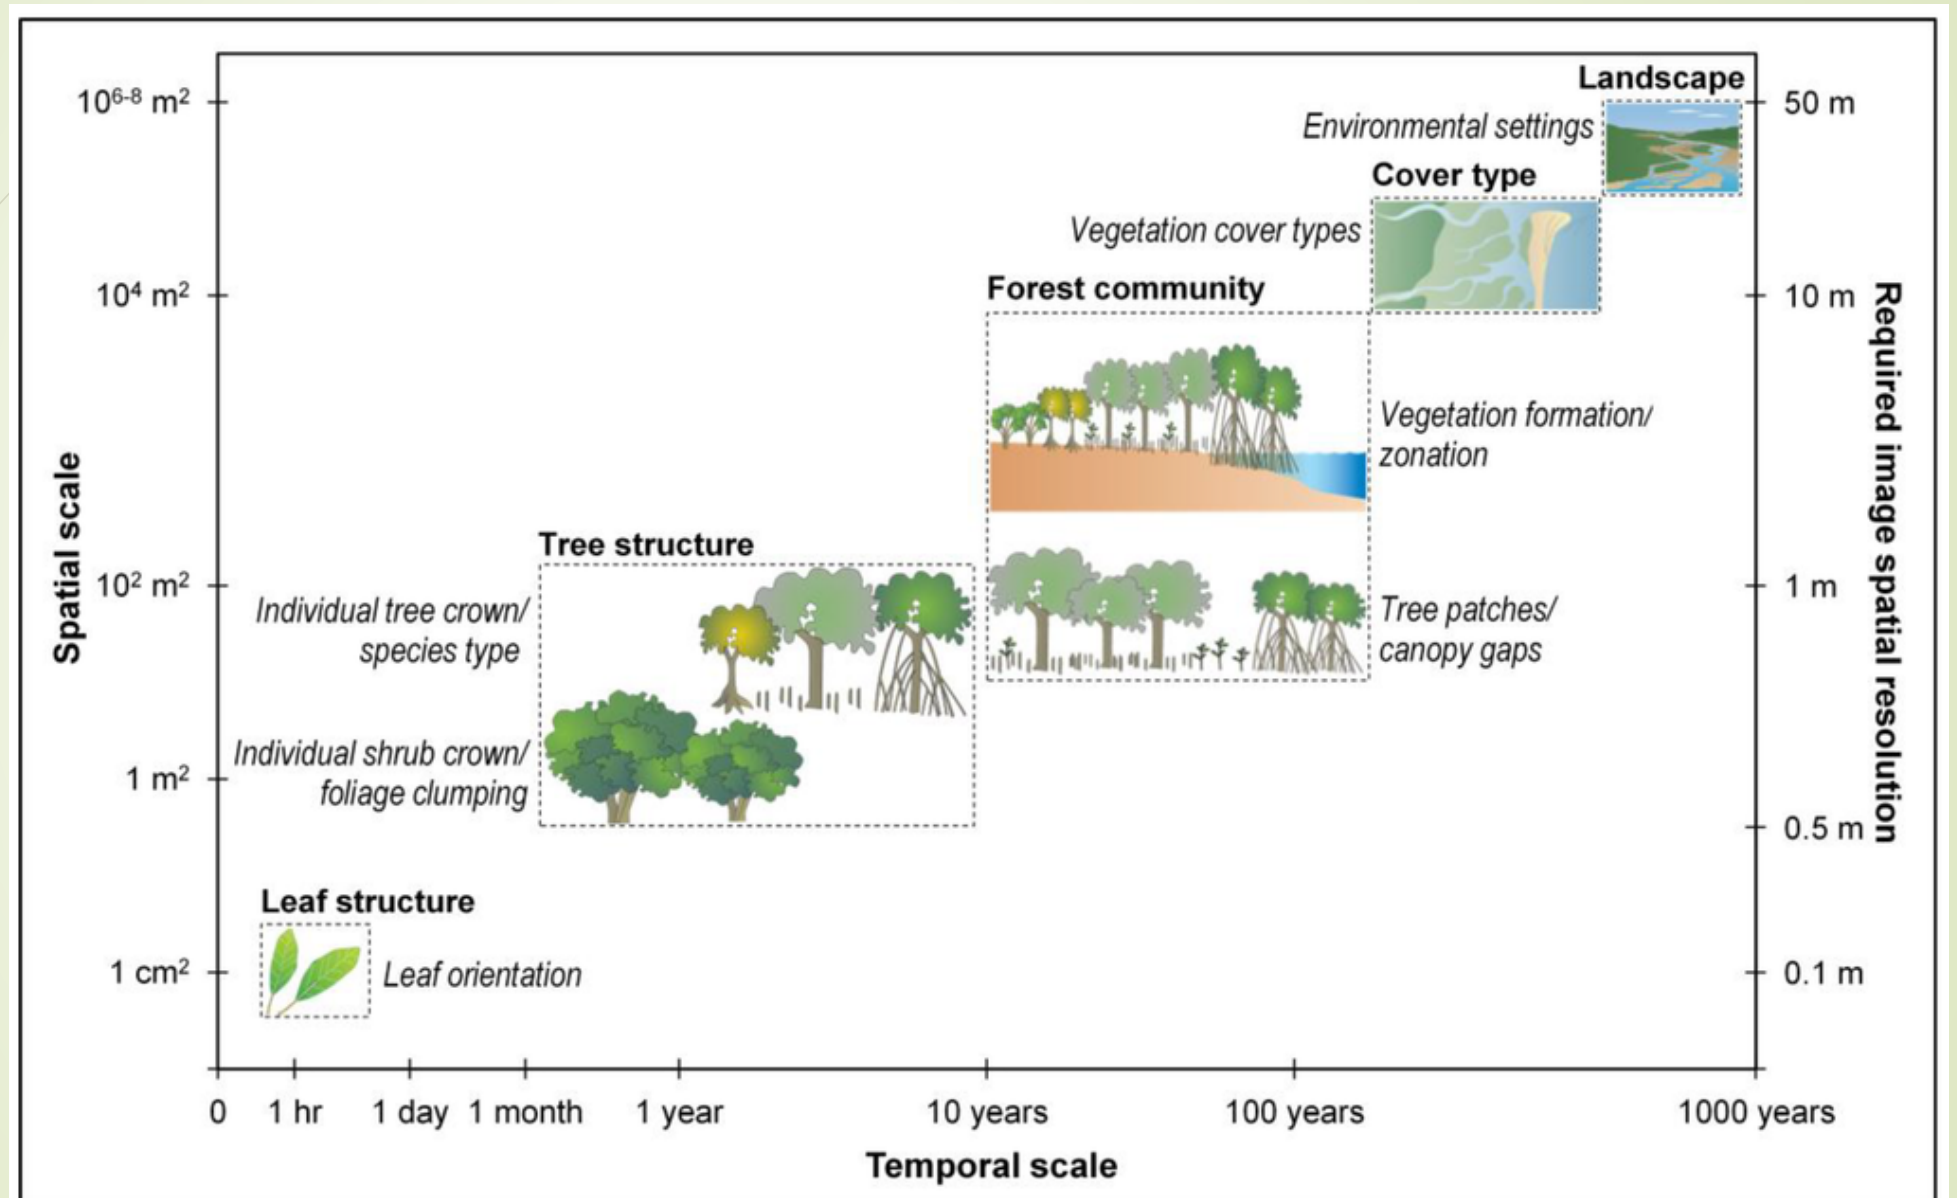 Landscape
10⁶⁻⁸ m²
50 m
Environmental settings
Cover type
Vegetation cover types
Forest community
10⁴ m²
10 m
Vegetation formation/
zonation
Tree structure
10² m²
1 m
Individual tree crown/
species type
Tree patches/
canopy gaps
Individual shrub crown/
foliage clumping
1 m²
0.5 m
Leaf structure
Leaf orientation
1 cm²
0.1 m
Spatial scale
Required image spatial resolution
0 1 hr 1 day 1 month 1 year 10 years 100 years 1000 years
Temporal scale